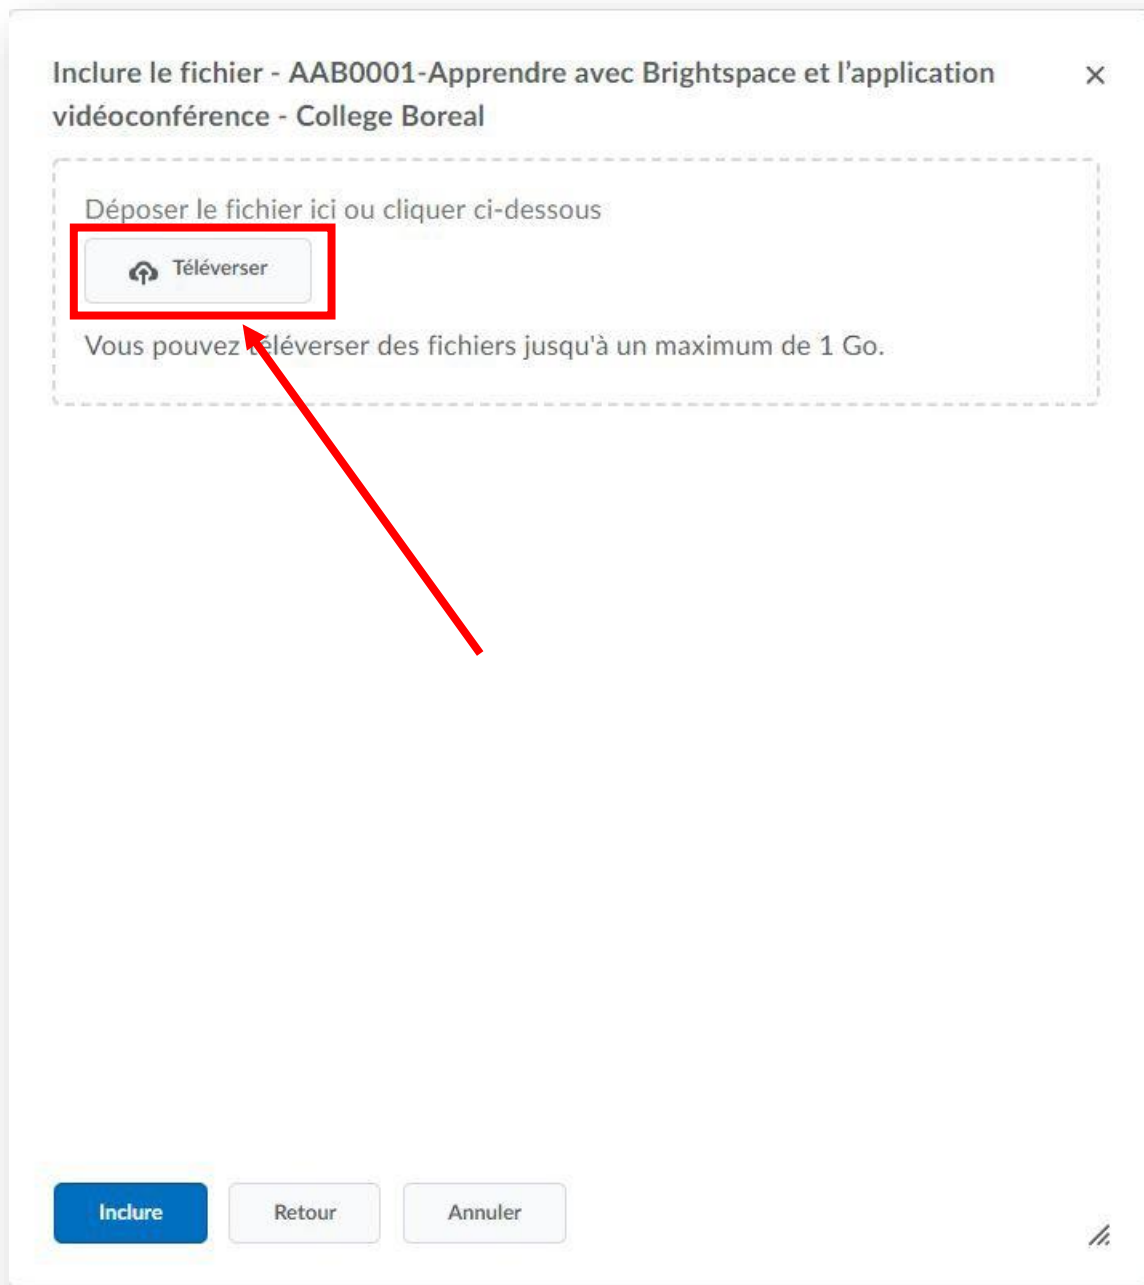 Inclure le fichier - AAB0001-Apprendre avec Brightspace et l’application
vidéoconférence - College Boreal
Déposer le fichier ici ou cliquer ci-dessous
Téléverser
Vous pouvez téléverser des fichiers jusqu'à un maximum de 1 Go.
Inclure
Retour
Annuler